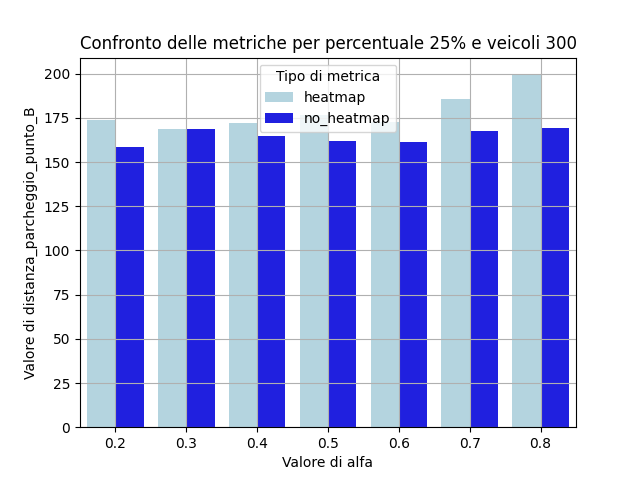 Confronto delle metriche per percentuale 25% e veicoli 300
Valore di distanza_parcheggio_punto_B
200
175
150
125
100
75
50
25
0
Tipo di metrica
heatmap
no_heatmap
0.2 0.3 0.4 0.5 0.6 0.7 0.8
Valore di alfa